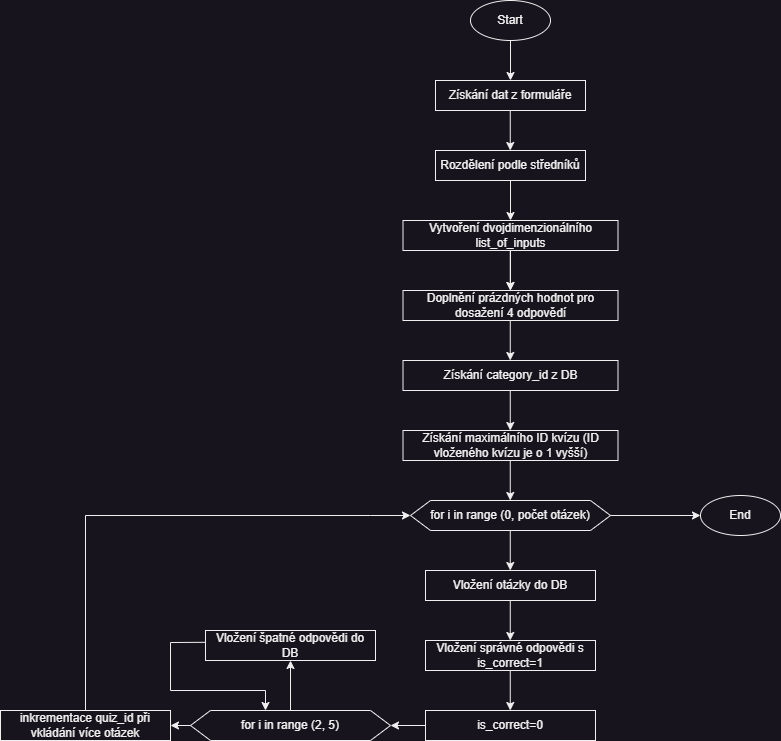 Start
Získání dat z formuláře
Rozdělení podle středníků
Vytvoření dvojdimenzionálního
list_of_inputs
Doplnění prázdných hodnot pro
dosažení 4 odpovědí
Získání category_id z DB
Získání maximálního ID kvízu (ID
vloženého kvízu je o 1 vyšší)
for i in range (0, počet otázek)
End
Vložení otázky do DB
Vložení správné odpovědi s
is_correct=1
is_correct=0
for i in range (2, 5)
Vložení špatné odpovědi do
DB
inkrementace quiz_id při
vkládání více otázek